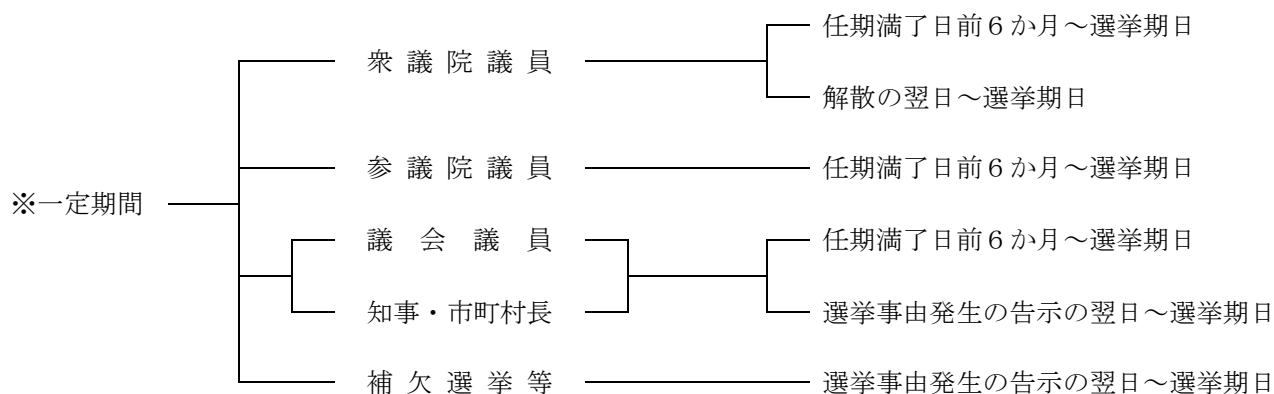 任期満了日前６か月～選挙期日
衆議院議員
解散の翌日～選挙期日
参議院議員
任期満了日前６か月～選挙期日
※一定期間
議会議員
任期満了日前６か月～選挙期日
知事・市町村長
選挙事由発生の告示の翌日～選挙期日
補欠選挙等
選挙事由発生の告示の翌日～選挙期日